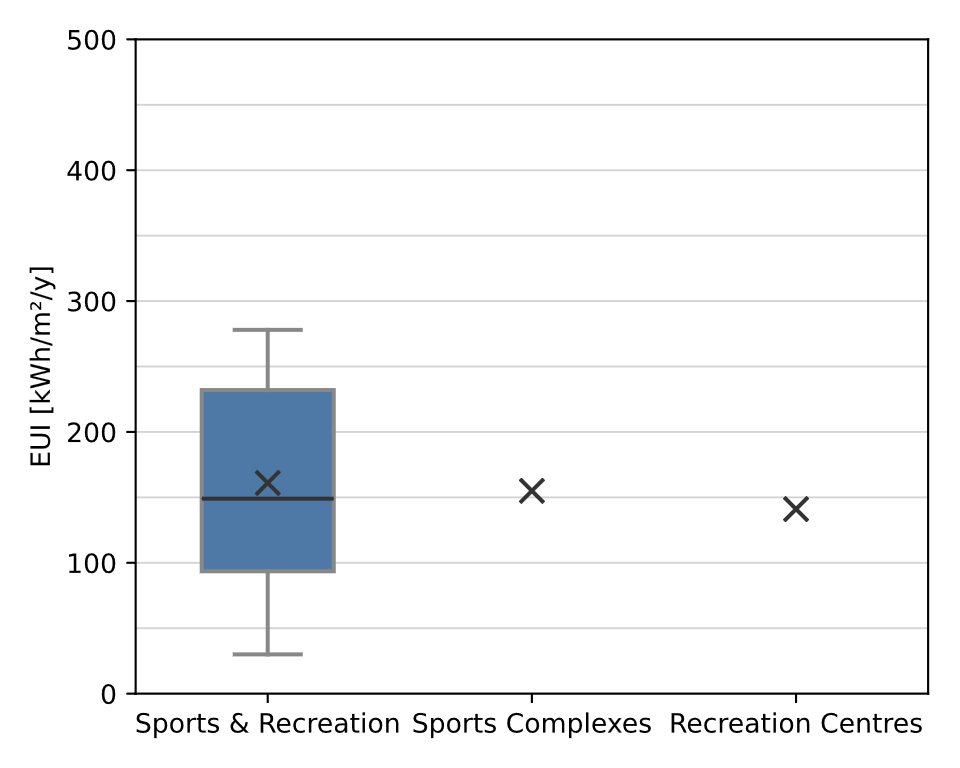 500
400
300
200
100
0
EUI [kWh/m²/y]
Sports & Recreation
Sports Complexes
Recreation Centres